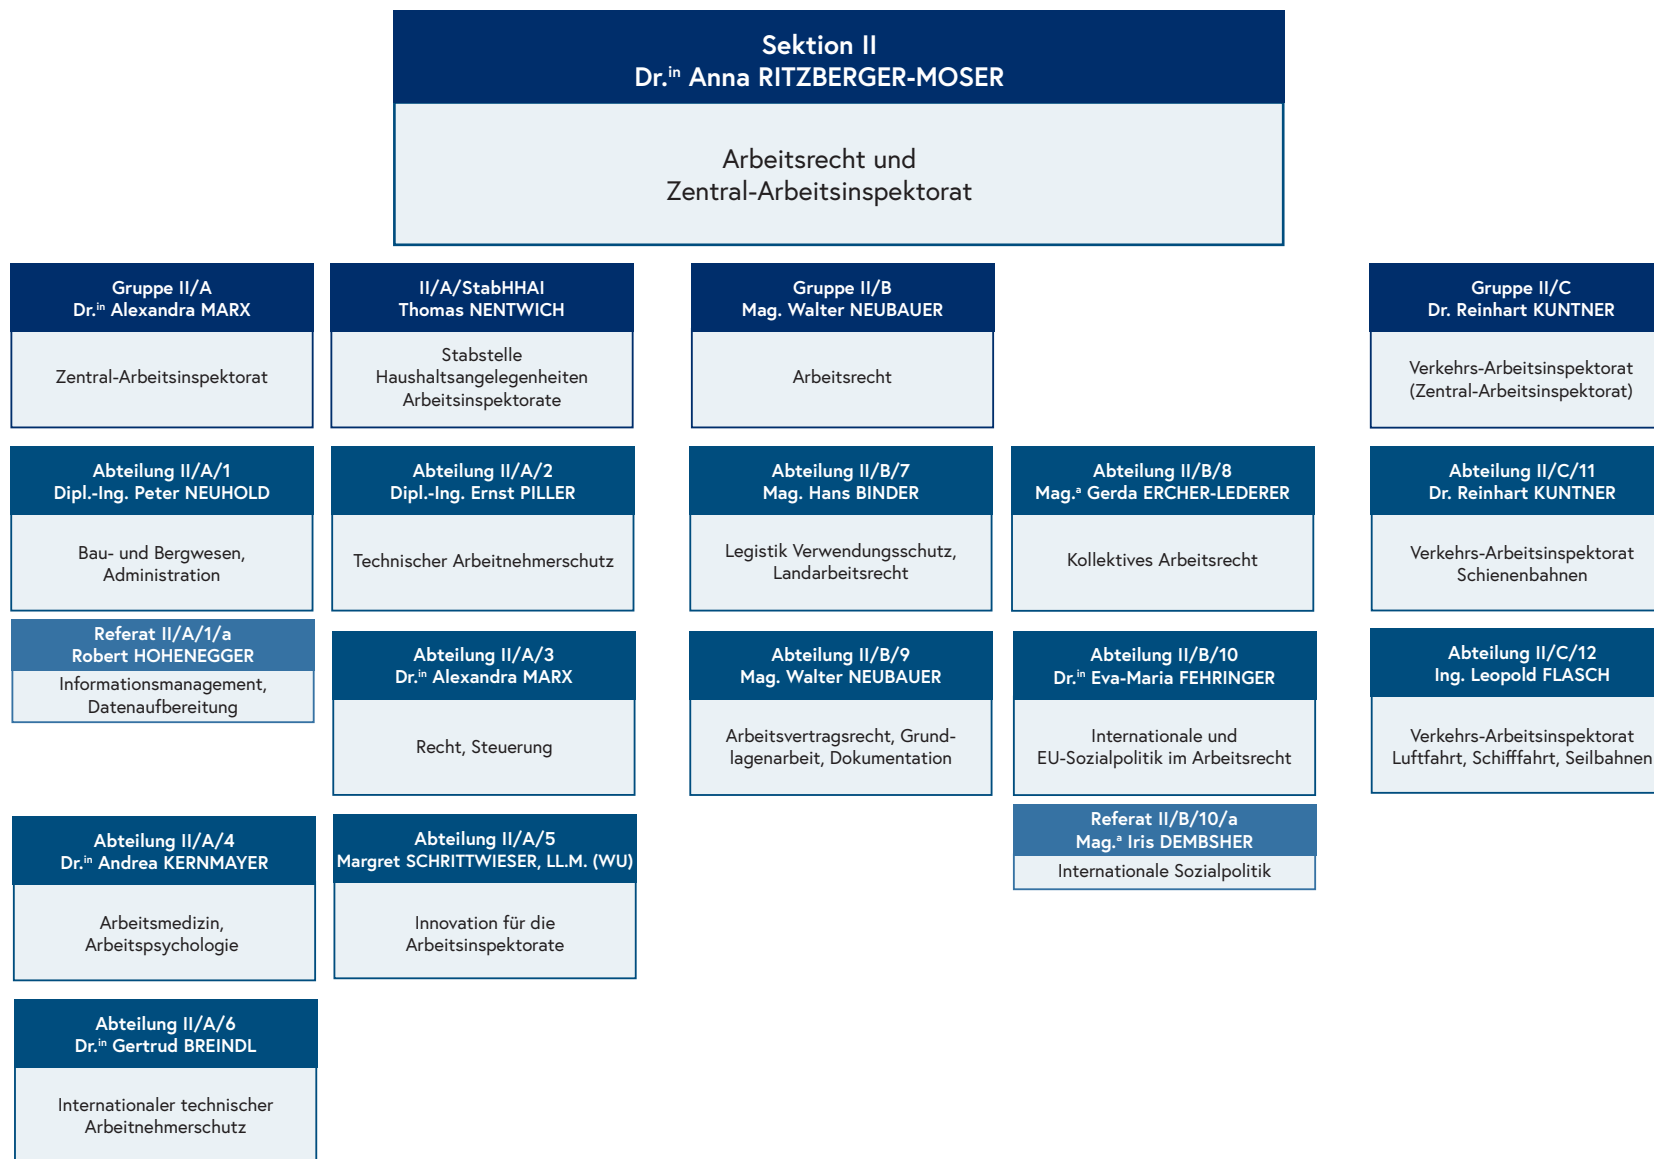 Sektion II
Dr.ⁱⁿ Anna RITZBERGER-MOSER
Arbeitsrecht und
Zentral-Arbeitsinspektorat
Gruppe II/A
Dr.ⁱⁿ Alexandra MARX
Zentral-Arbeitsinspektorat
II/A/StabHHAI
Thomas NENTWICH
Stabstelle
Haushaltsangelegenheiten
Arbeitsinspektorate
Gruppe II/B
Mag. Walter NEUBAUER
Arbeitsrecht
Gruppe II/C
Dr. Reinhart KUNTNER
Verkehrs-Arbeitsinspektorat
(Zentral-Arbeitsinspektorat)
Abteilung II/A/1
Dipl.-Ing. Peter NEUHOLD
Bau- und Bergwesen,
Administration
Abteilung II/A/2
Dipl.-Ing. Ernst PILLER
Technischer Arbeitnehmerschutz
Abteilung II/B/7
Mag. Hans BINDER
Legistik Verwendungsschutz,
Landarbeitsrecht
Abteilung II/B/8
Mag.ª Gerda ERCHER-LEDERER
Kollektives Arbeitsrecht
Abteilung II/C/11
Dr. Reinhart KUNTNER
Verkehrs-Arbeitsinspektorat
Schienenbahnen
Referat II/A/1/a
Robert HOHENEGGER
Informationsmanagement,
Datenaufbereitung
Abteilung II/A/3
Dr.ⁱⁿ Alexandra MARX
Recht, Steuerung
Abteilung II/B/9
Mag. Walter NEUBAUER
Arbeitsvertragsrecht, Grund-
lagenarbeit, Dokumentation
Abteilung II/B/10
Dr.ⁱⁿ Eva-Maria FEHRINGER
Internationale und
EU-Sozialpolitik im Arbeitsrecht
Abteilung II/C/12
Ing. Leopold FLASCH
Verkehrs-Arbeitsinspektorat
Luftfahrt, Schifffahrt, Seilbahnen
Referat II/B/10/a
Mag.ª Iris DEMBSHER
Internationale Sozialpolitik
Abteilung II/A/4
Dr.ⁱⁿ Andrea KERNMAYER
Arbeitsmedizin,
Arbeitspsychologie
Abteilung II/A/5
Margret SCHRITTWIESER, LL.M. (WU)
Innovation für die
Arbeitsinspektorate
Abteilung II/A/6
Dr.ⁱⁿ Gertrud BREINDL
Internationaler technischer
Arbeitnehmerschutz